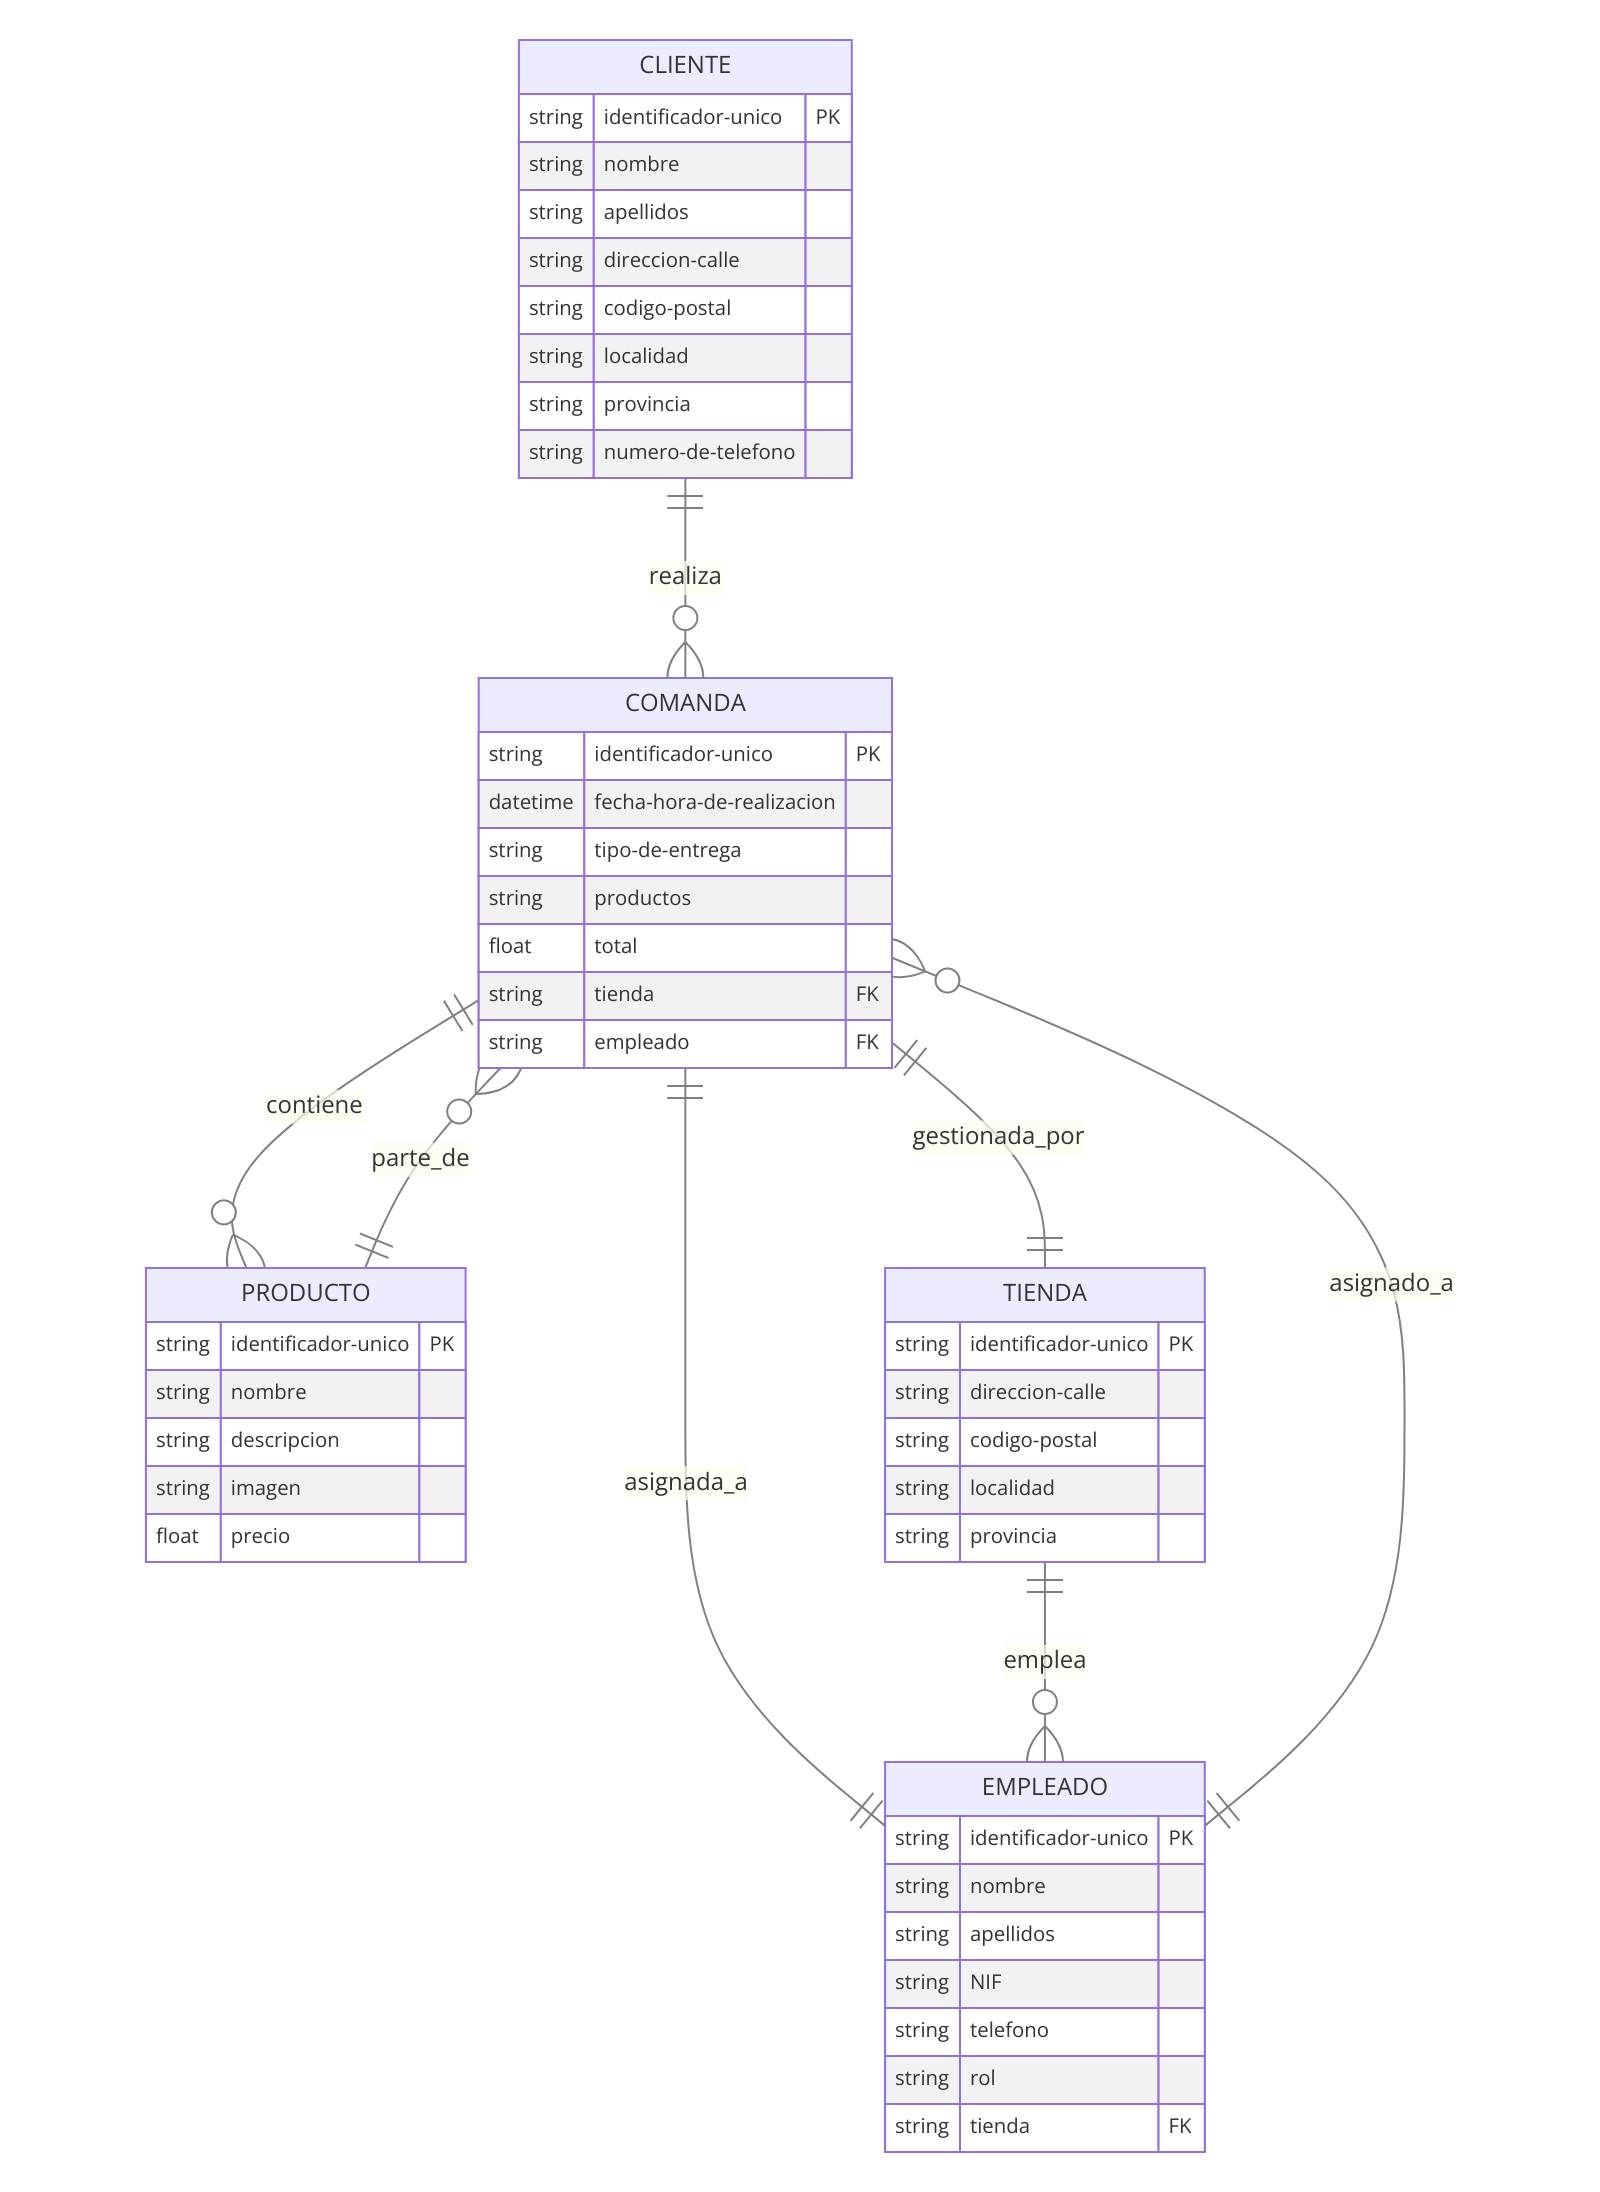 CLIENTE
string identificador-unico PK
string nombre
string apellidos
string direccion-calle
string codigo-postal
string localidad
string provincia
string numero-de-telefono
realiza
COMANDA
string identificador-unico PK
datetime fecha-hora-de-realizacion
string tipo-de-entrega
string productos
float total
string tienda FK
string empleado FK
contiene
parte_de
gestionada_por
asignado_a
asignada_a
PRODUCTO
string identificador-unico PK
string nombre
string descripcion
string imagen
float precio
TIENDA
string identificador-unico PK
string direccion-calle
string codigo-postal
string localidad
string provincia
emplea
EMPLEADO
string identificador-unico PK
string nombre
string apellidos
string NIF
string telefono
string rol
string tienda FK